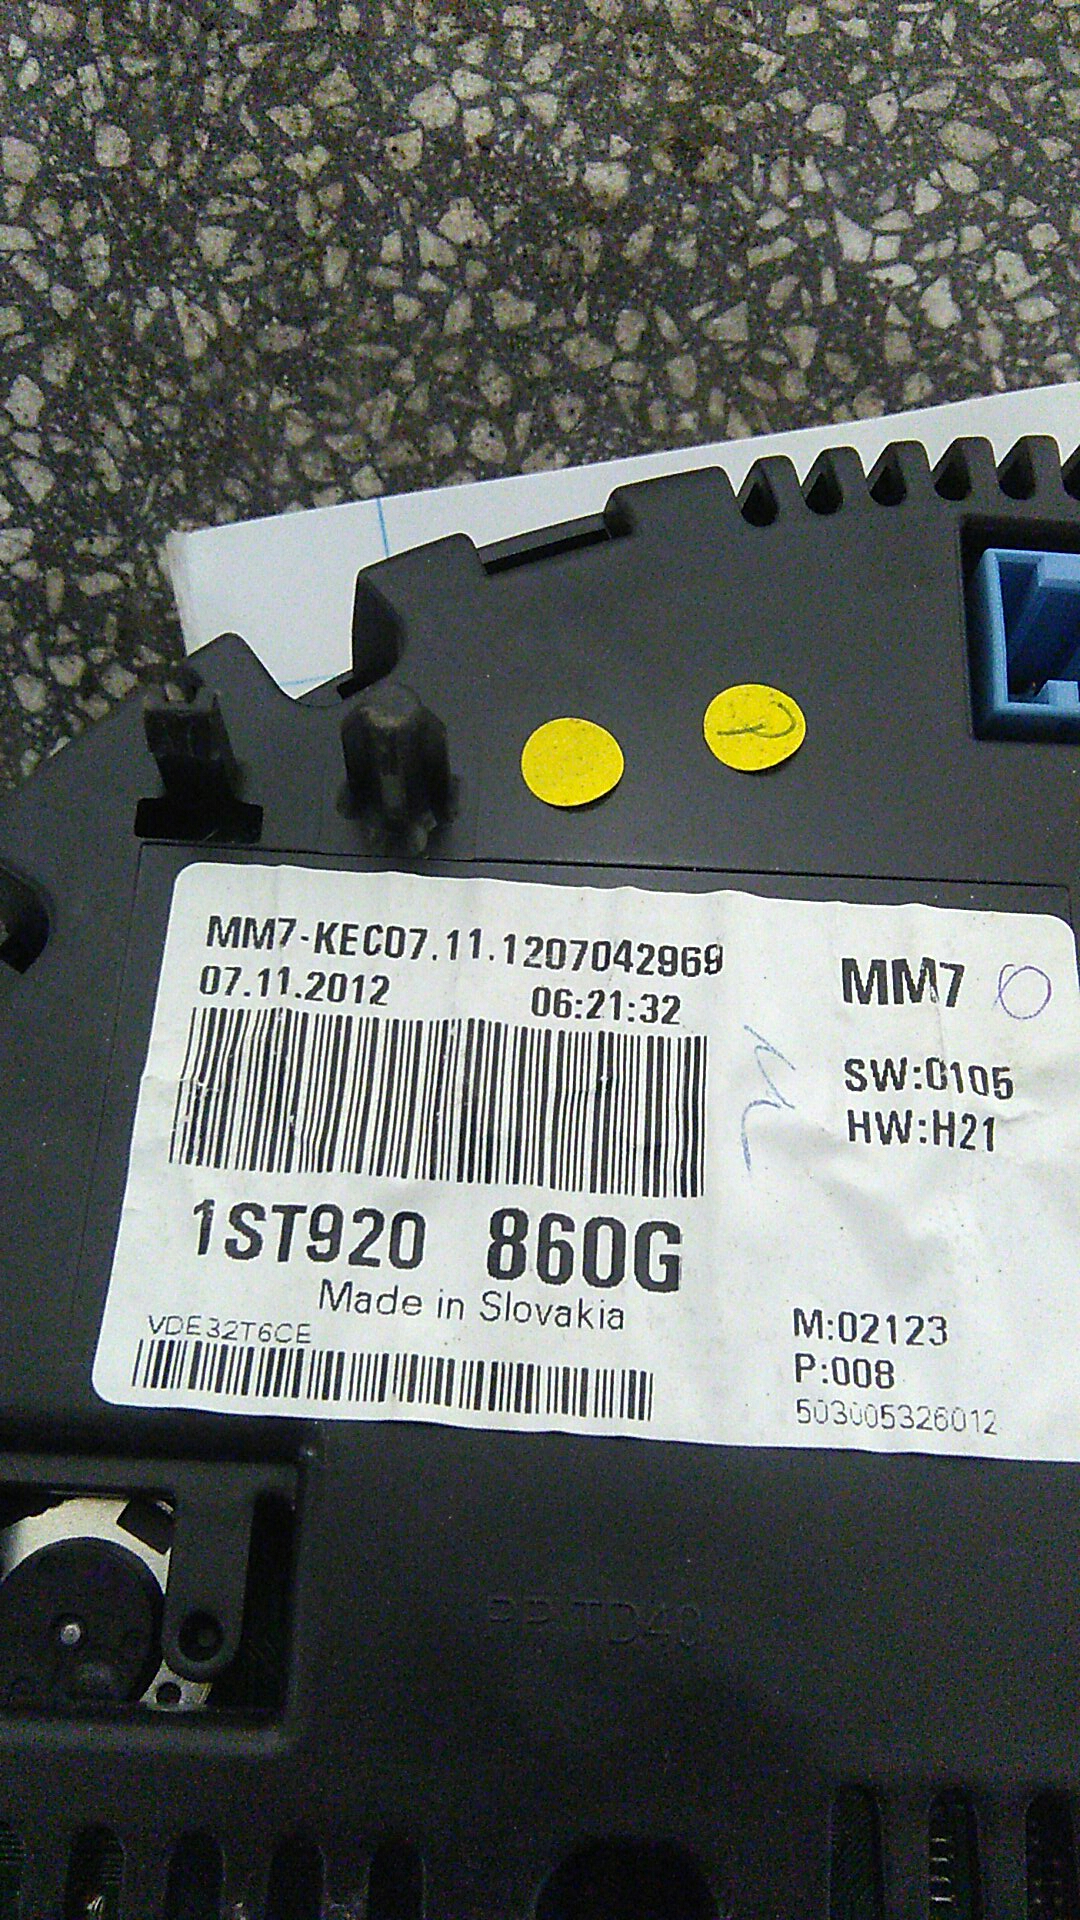 MM7-KEC07.11.1207042969
07.11.2012 06:21:32
1ST920 860G
Made in Slovakia
VDE32T6CE
MM7
SW:0105
HW:H21
M:02123
P:008
503005326012